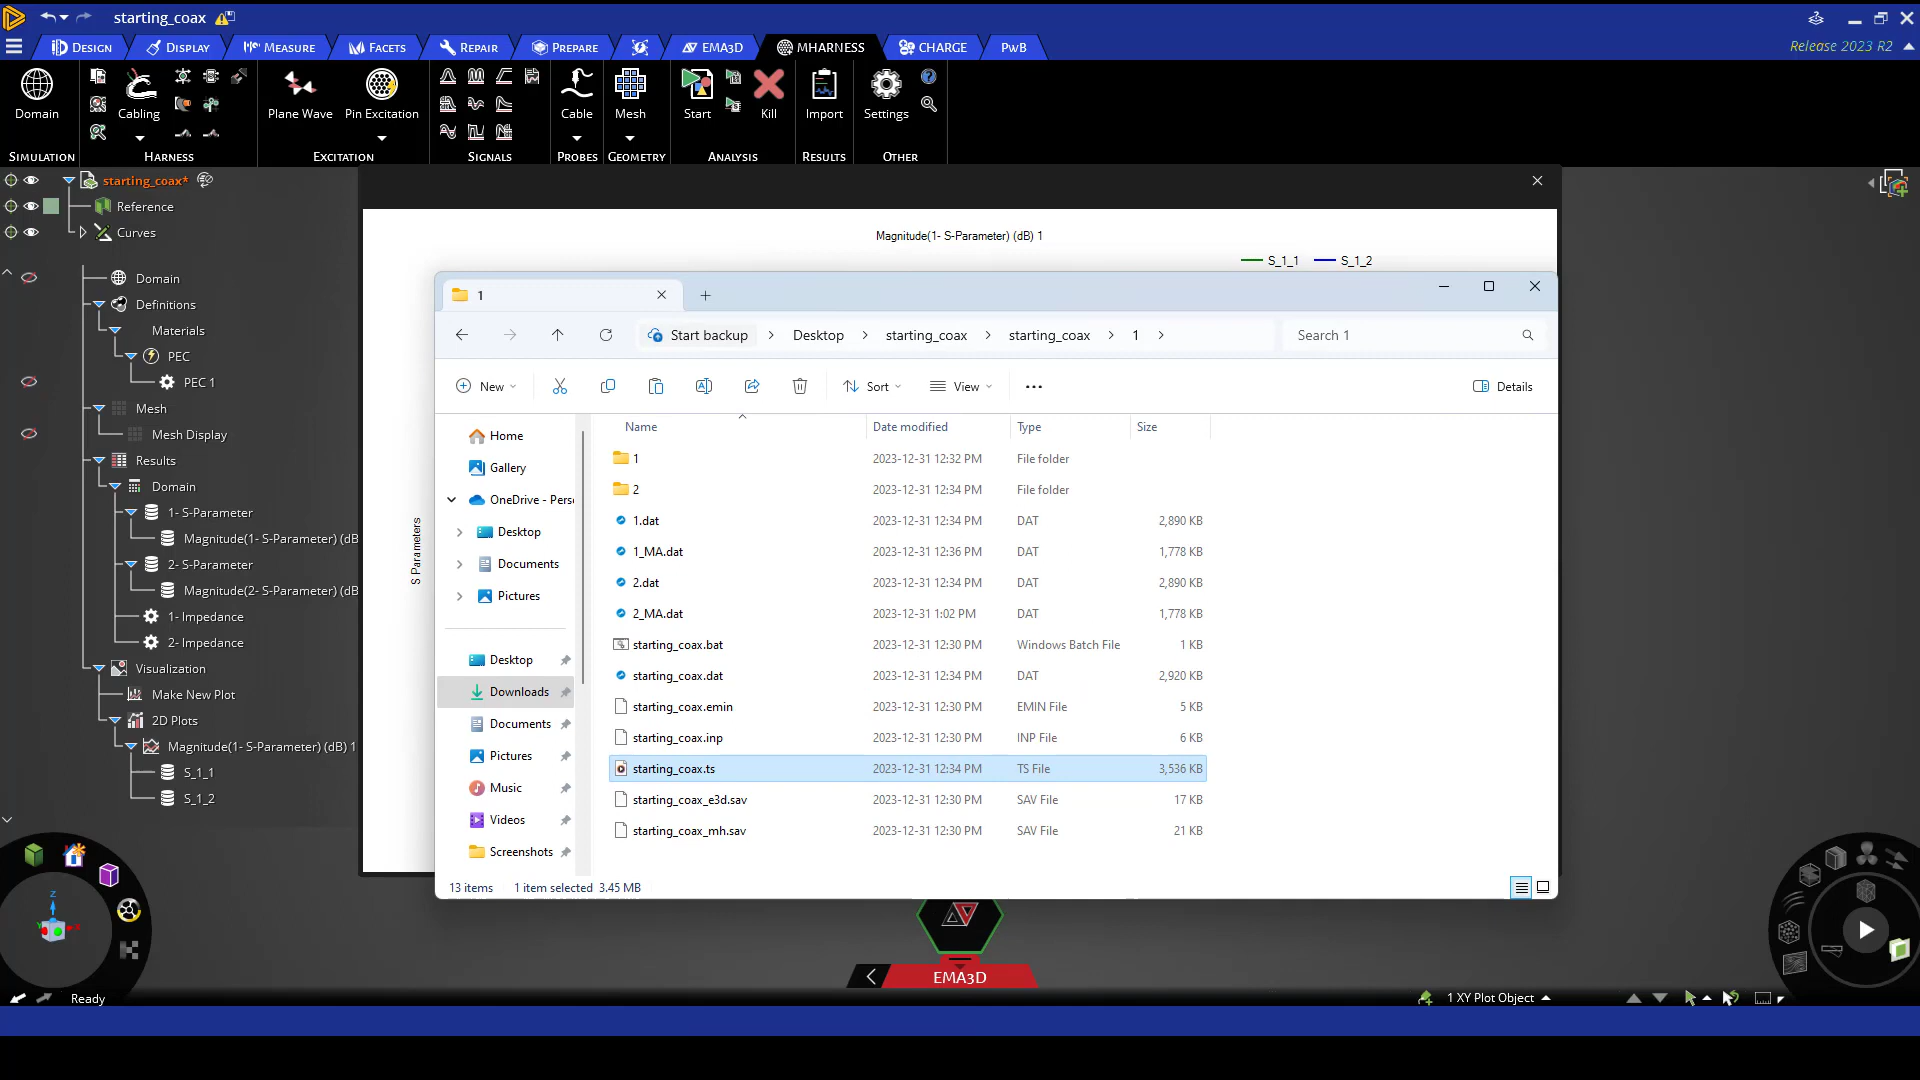 starting_coax
DESIGN
DISPLAY
MEASURE
FACETS
REPAIR
PREPARE
EMA3D
MHARNESS
CHARGE
PWB
Release 2023 R2
Domain
Cabling
Plane Wave
Pin Excitation
Cable
Mesh
Start
Kill
Import
Settings
SIMULATION
HARNESS
EXCITATION
SIGNALS
PROBES
GEOMETRY
ANALYSIS
RESULTS
OTHER
starting_coax*
Reference
Curves
Domain
Definitions
Materials
PEC
PEC 1
Mesh
Mesh Display
Results
Domain
1- S-Parameter
Magnitude(1- S-Parameter) (dB
2- S-Parameter
Magnitude(2- S-Parameter) (dB
1- Impedance
2- Impedance
Visualization
Make New Plot
2D Plots
Magnitude(1- S-Parameter) (dB) 1
S_1_1
S_1_2
Magnitude(1- S-Parameter) (dB) 1
S_1_1
S_1_2
S Parameters
1
Start backup
Desktop
starting_coax
starting_coax
1
Search 1
New
Sort
View
Details
Home
Gallery
OneDrive - Pers
Desktop
Documents
Pictures
Desktop
Downloads
Documents
Pictures
Music
Videos
Screenshots
Name Date modified Type Size
1 2023-12-31 12:32 PM File folder
2 2023-12-31 12:34 PM File folder
1.dat 2023-12-31 12:34 PM DAT 2,890 KB
1_MA.dat 2023-12-31 12:36 PM DAT 1,778 KB
2.dat 2023-12-31 12:34 PM DAT 2,890 KB
2_MA.dat 2023-12-31 1:02 PM DAT 1,778 KB
starting_coax.bat 2023-12-31 12:30 PM Windows Batch File 1 KB
starting_coax.dat 2023-12-31 12:30 PM DAT 2,920 KB
starting_coax.emin 2023-12-31 12:30 PM EMIN File 5 KB
starting_coax.inp 2023-12-31 12:30 PM INP File 6 KB
starting_coax.ts 2023-12-31 12:34 PM TS File 3,536 KB
starting_coax_e3d.sav 2023-12-31 12:30 PM SAV File 17 KB
starting_coax_mh.sav 2023-12-31 12:30 PM SAV File 21 KB
13 items 1 item selected 3.45 MB
EMA3D
Z
X
Ready
1 XY Plot Object